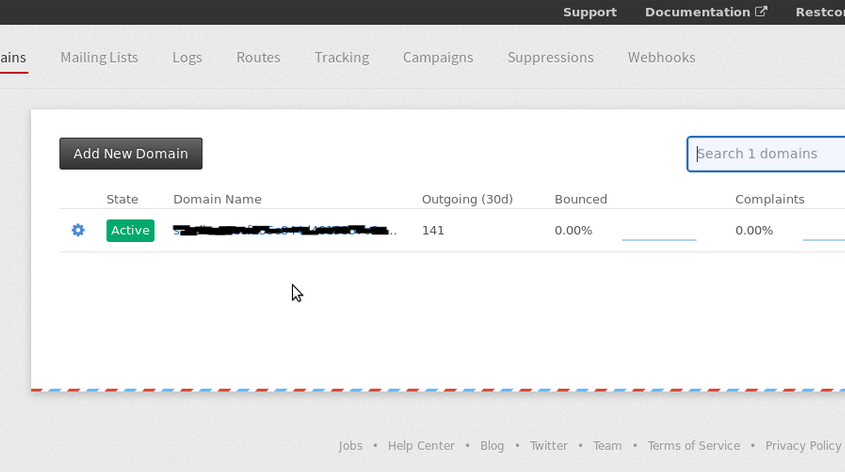 Support Documentation
ains Mailing Lists Logs Routes Tracking Campaigns Suppressions Webhooks
Add New Domain Search 1 domains
State Domain Name Outgoing (30d) Bounced Complaints
Active 141 0.00% 0.00%
Jobs • Help Center • Blog • Twitter • Team • Terms of Service • Privacy Policy